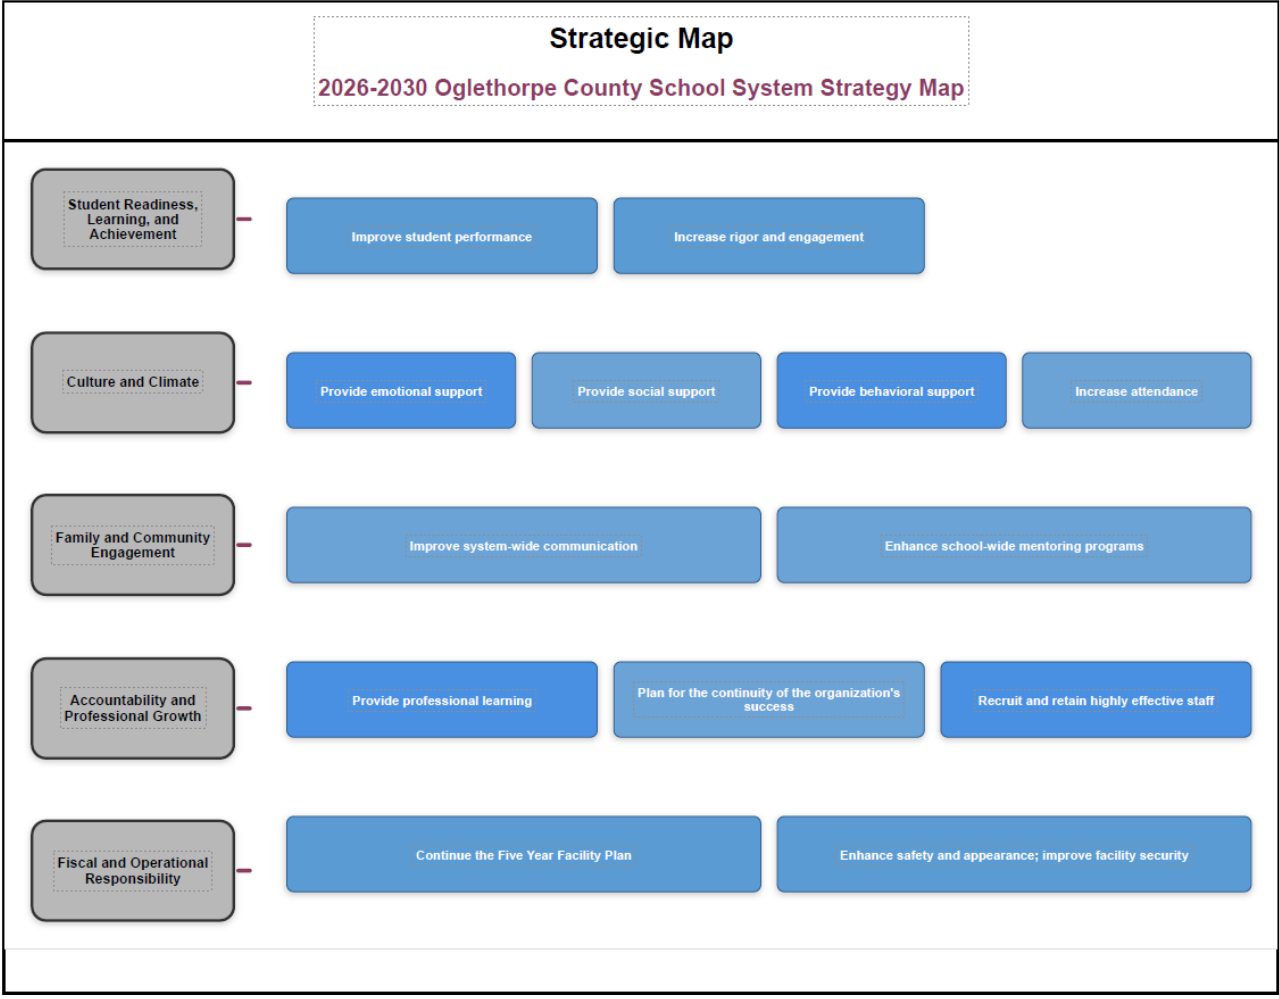 Strategic Map
2026-2030 Oglethorpe County School System Strategy Map
Student Readiness,
Learning, and
Achievement
Improve student performance
Increase rigor and engagement
Culture and Climate
Provide emotional support
Provide social support
Provide behavioral support
Increase attendance
Family and Community
Engagement
Improve system-wide communication
Enhance school-wide mentoring programs
Accountability and
Professional Growth
Provide professional learning
Plan for the continuity of the organization's
success
Recruit and retain highly effective staff
Fiscal and Operational
Responsibility
Continue the Five Year Facility Plan
Enhance safety and appearance; improve facility security